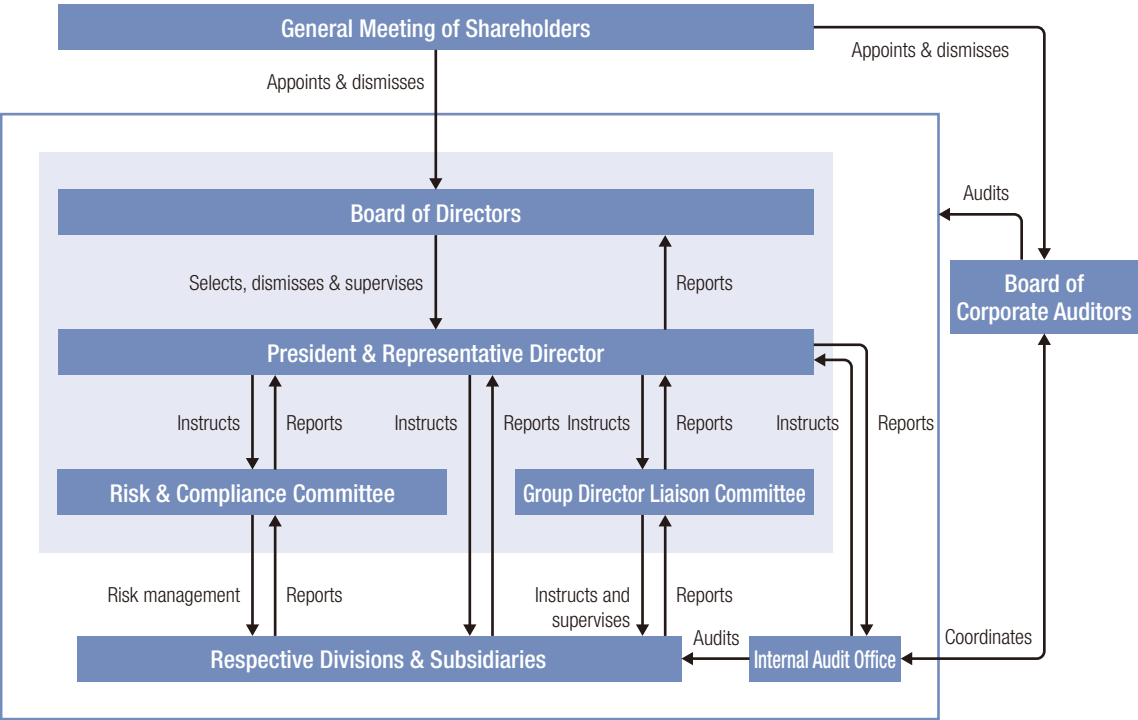 General Meeting of Shareholders
Appoints & dismisses
Appoints & dismisses
Board of Directors
Audits
Selects, dismisses & supervises
Reports
Board of
Corporate Auditors
President & Representative Director
Instructs
Reports
Instructs
Reports
Instructs
Reports
Instructs
Reports
Risk & Compliance Committee
Group Director Liaison Committee
Risk management
Reports
Instructs and
supervises
Reports
Audits
Coordinates
Respective Divisions & Subsidiaries
Internal Audit Office